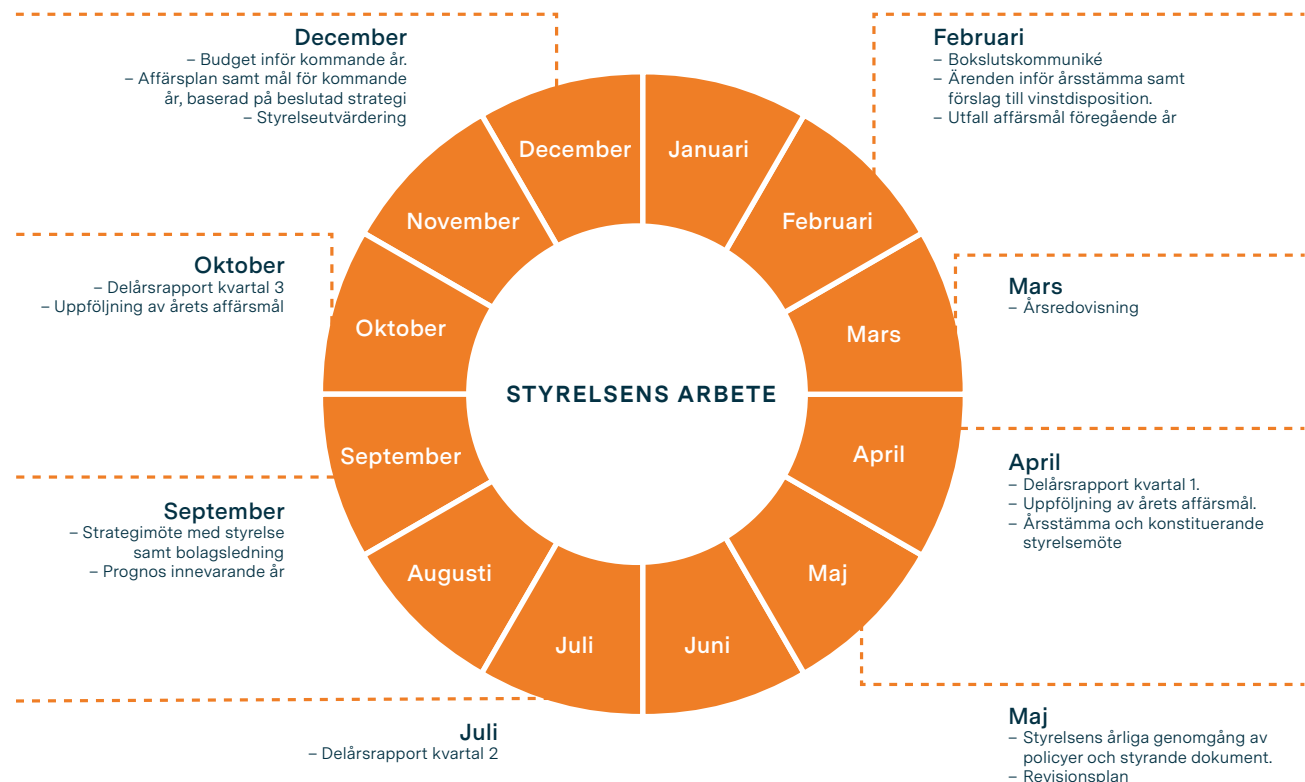 December
– Budget inför kommande år.
– Affärsplan samt mål för kommande
år, baserad på beslutad strategi
– Styrelseutvärdering
Februari
– Bokslutskommuniké
– Ärenden inför årsstämma samt
förslag till vinstdisposition.
– Utfall affärsmål föregående år
Oktober
– Delårsrapport kvartal 3
– Uppföljning av årets affärsmål
Mars
– Årsredovisning
September
– Strategimöte med styrelse
samt bolagsledning
– Prognos innevarande år
April
– Delårsrapport kvartal 1.
– Uppföljning av årets affärsmål.
– Årsstämma och konstituerande
styrelsemöte
Juli
– Delårsrapport kvartal 2
Maj
– Styrelsens årliga genomgång av
policyer och styrande dokument.
– Revisionsplan
STYRELSENS ARBETE
Januari
Februari
Mars
April
Maj
Juni
Juli
Augusti
September
Oktober
November
December